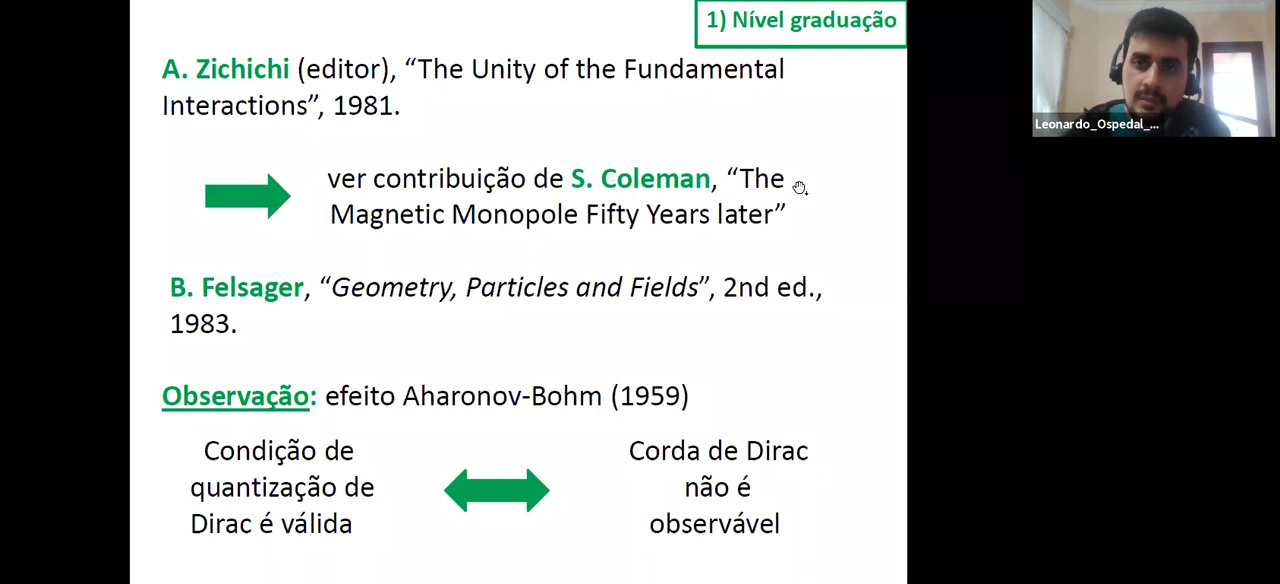 1) Nível graduação
A. Zichichi (editor), “The Unity of the Fundamental
Interactions”, 1981.
ver contribuição de S. Coleman, “The
Magnetic Monopole Fifty Years later”
B. Felsager, “Geometry, Particles and Fields”, 2nd ed.,
1983.
Observação: efeito Aharonov-Bohm (1959)
Condição de
quantização de
Dirac é válida
Corda de Dirac
não é
observável
Leonardo_Ospedal_...